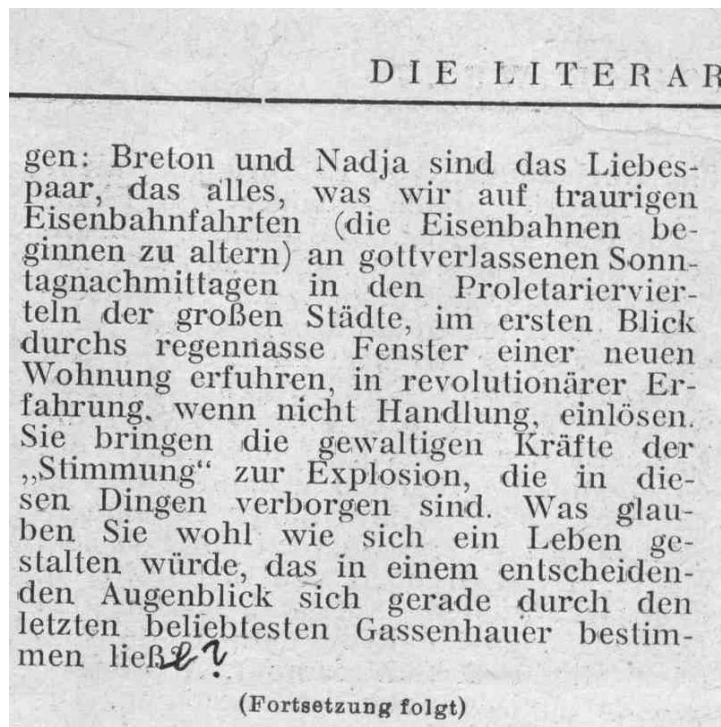 DIE LITERAR
gen: Breton und Nadja sind das Liebes-
paar, das alles, was wir auf traurigen
Eisenbahnfahrten (die Eisenbahnen be-
ginnen zu altern) an gottverlassenen Sonn-
tagnachmittagen in den Proletariervier-
teln der großen Städte, im ersten Blick
durchs regennasse Fenster einer neuen
Wohnung erfuhren, in revolutionärer Er-
fahrung, wenn nicht Handlung, einlösen.
Sie bringen die gewaltigen Kräfte der
„Stimmung“ zur Explosion, die in die-
sen Dingen verborgen sind. Was glau-
ben Sie wohl wie sich ein Leben ge-
stalten würde, das in einem entscheiden-
den Augenblick sich gerade durch den
letzten beliebtesten Gassenhauer bestim-
men ließe?
(Fortsetzung folgt)